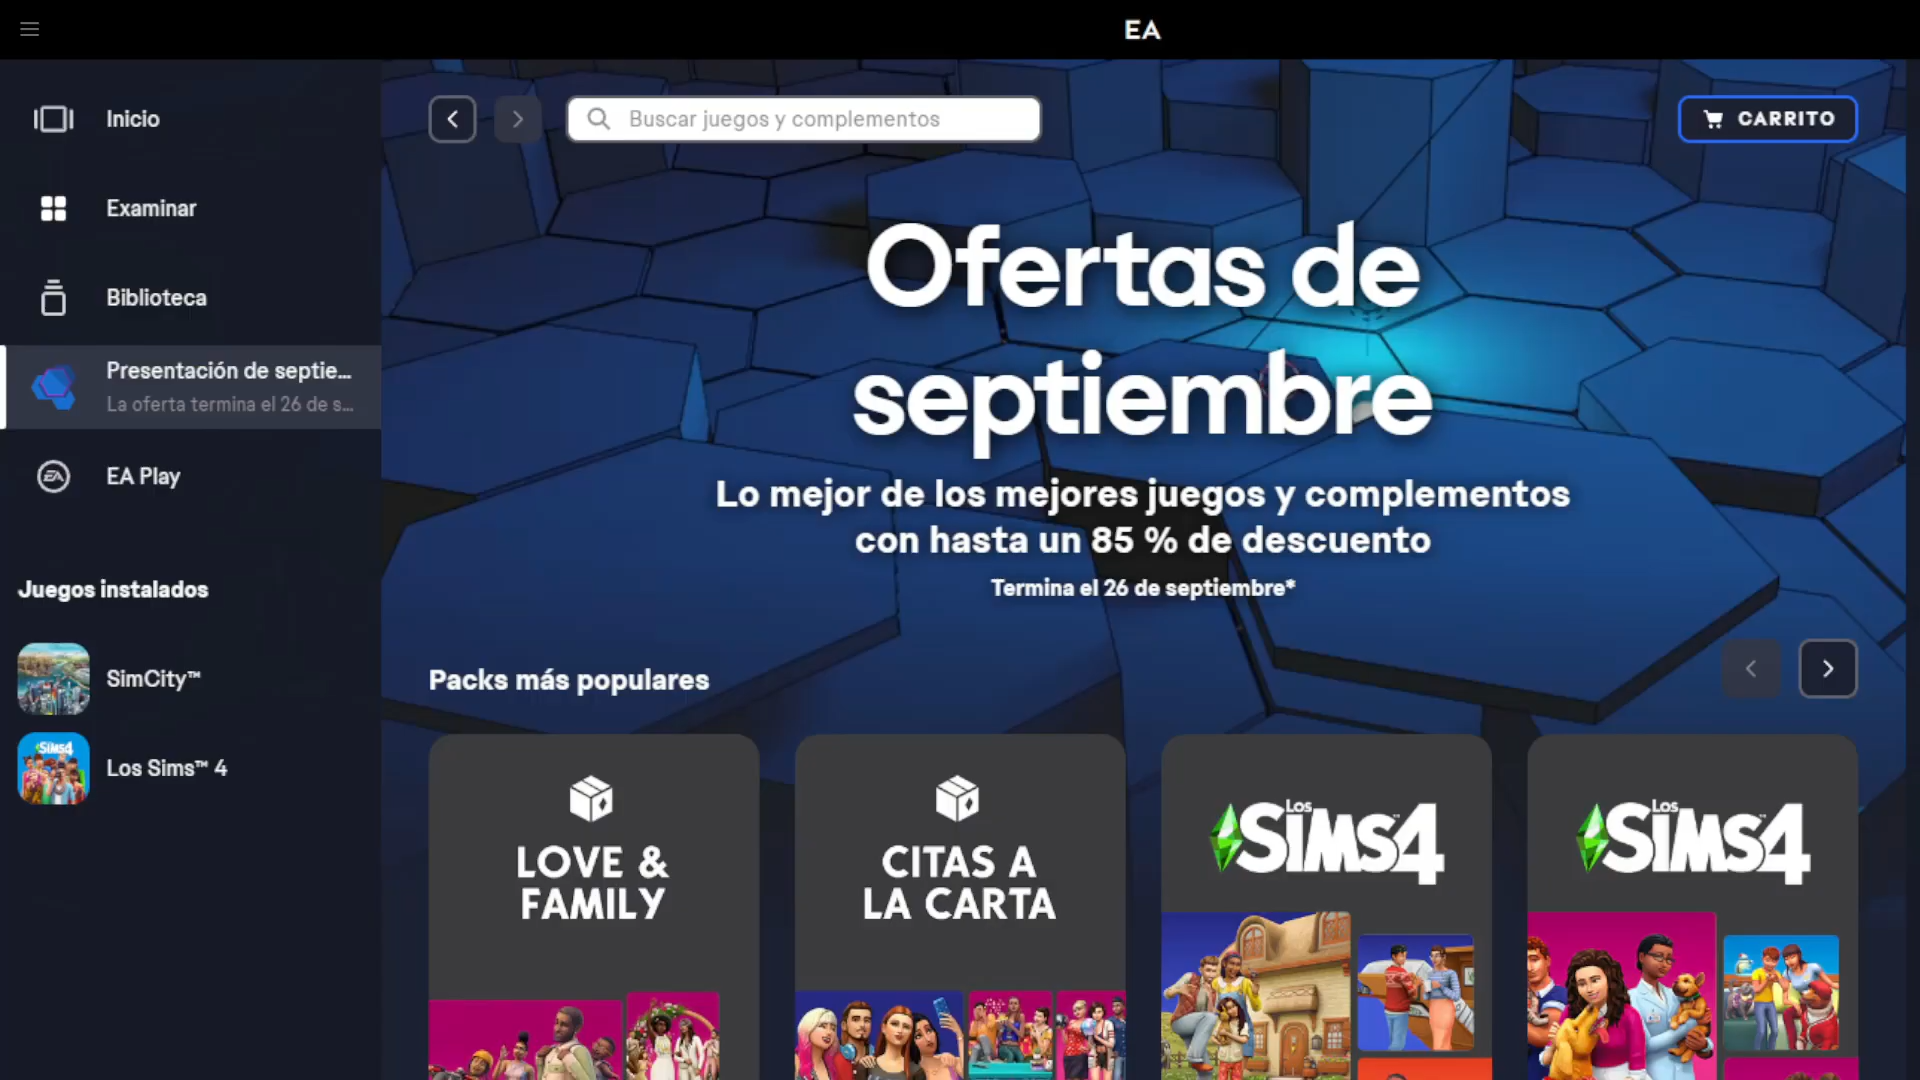 EA
Inicio
Examinar
Biblioteca
Presentación de septie...
La oferta termina el 26 de s...
EA Play
Juegos instalados
SimCity™
Los Sims™ 4
Buscar juegos y complementos
CARRITO
Ofertas de
septiembre
Lo mejor de los mejores juegos y complementos
con hasta un 85 % de descuento
Termina el 26 de septiembre*
Packs más populares
LOVE &
FAMILY
CITAS A
LA CARTA
LOS
SIMS4
LOS
SIMS4